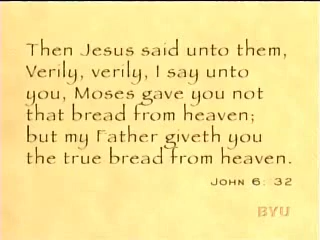 Then Jesus said unto them,
Verily, verily, I say unto
you, Moses gave you not
that bread from heaven;
but my Father giveth you
the true bread from heaven.
John 6: 32
BYU